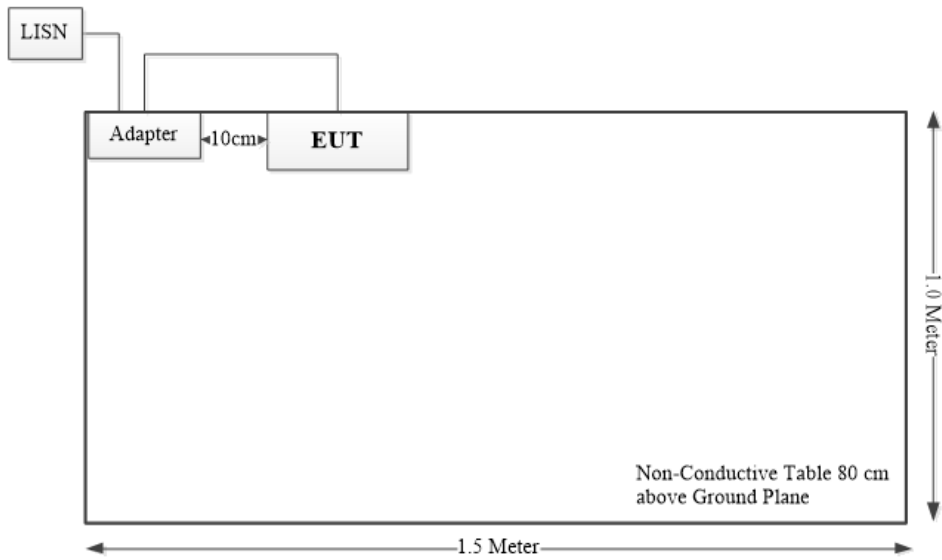 LISN
Adapter
10cm
EUT
1.0 Meter
Non-Conductive Table 80 cm
above Ground Plane
1.5 Meter